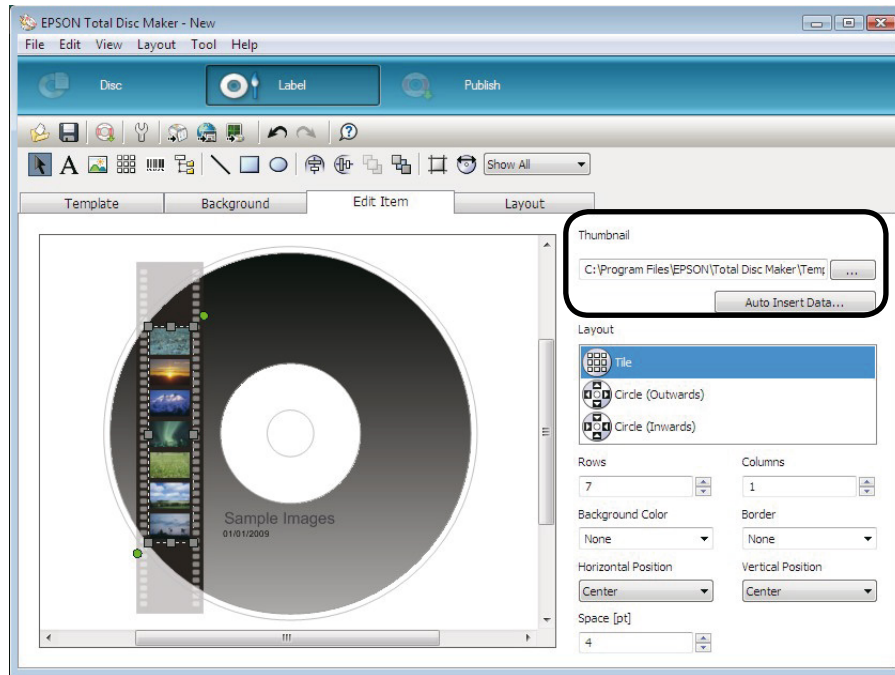 EPSON Total Disc Maker - New
File Edit View Layout Tool Help
Disc Label Publish
A Show All
Template Background Edit Item Layout
Thumbnail
C:\Program Files\EPSON\Total Disc Maker\Temp ...
Auto Insert Data...
Layout
Tile
Circle (Outwards)
Circle (Inwards)
Rows Columns
7 1
Background Color Border
None None
Horizontal Position Vertical Position
Center Center
Space [pt]
4
Sample Images
01/01/2009